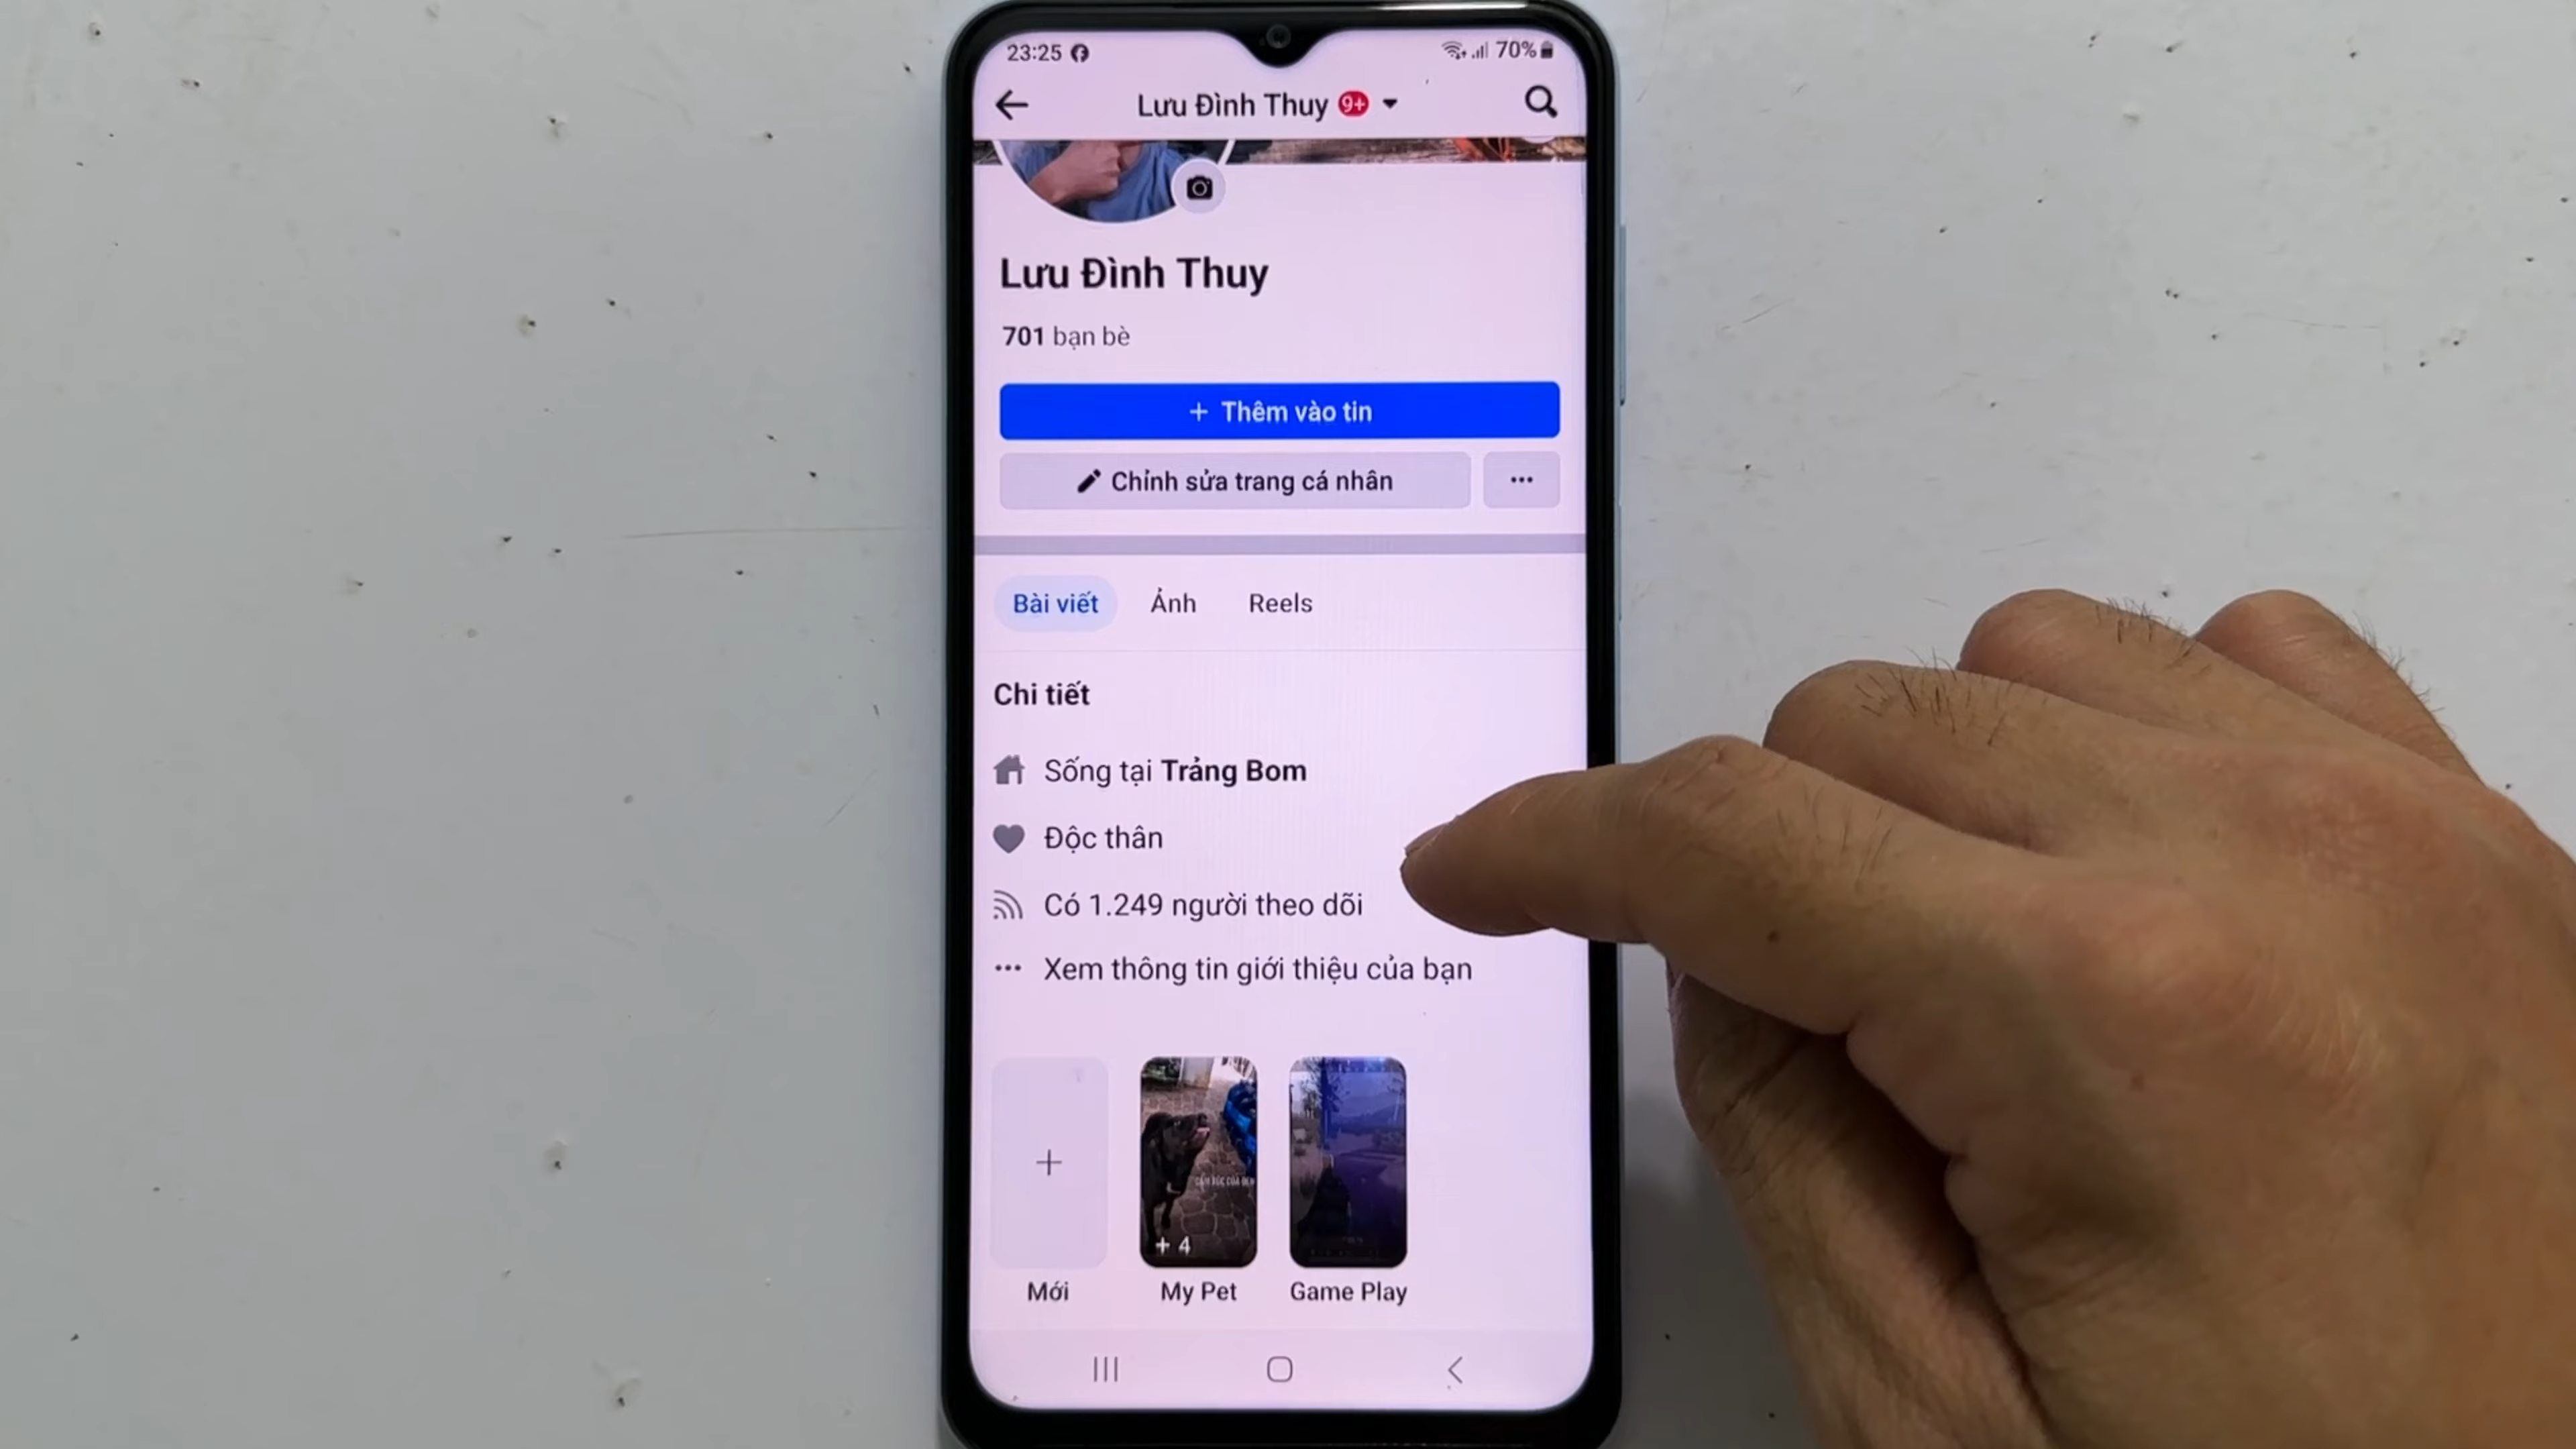 23:25
70%
Lưu Đình Thuy 9+
Lưu Đình Thuy
701 bạn bè
+ Thêm vào tin
Chỉnh sửa trang cá nhân
Bài viết Ảnh Reels
Chi tiết
Sống tại Trảng Bom
Độc thân
Có 1.249 người theo dõi
Xem thông tin giới thiệu của bạn
+ 4
Mới My Pet Game Play